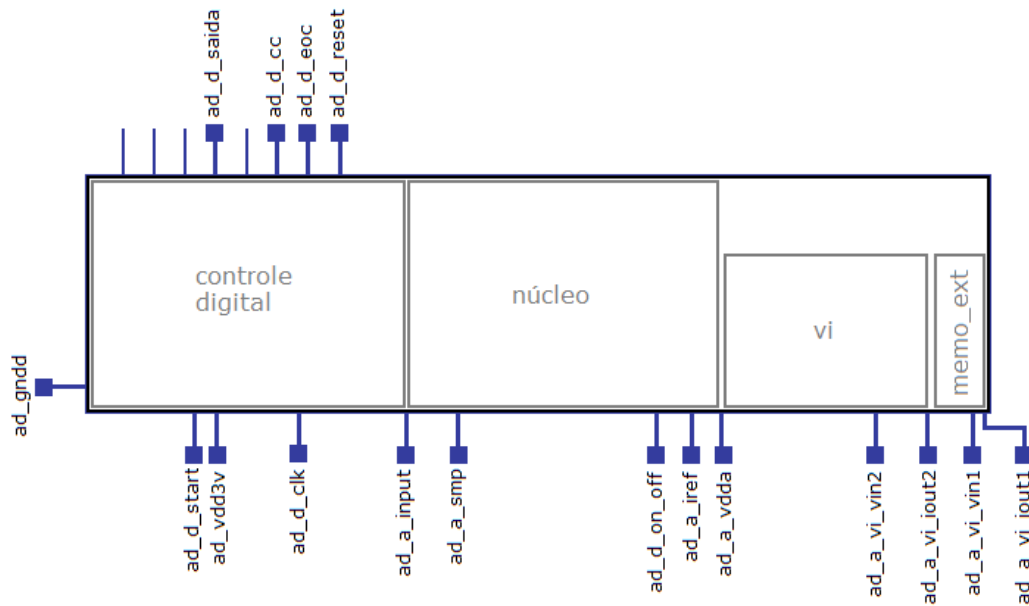 ad_d_saida
ad_d_cc
ad_d_eoc
ad_d_reset
controle
digital
núcleo
vi
memo_ext
ad_gndd
ad_d_start
ad_vdd3v
ad_d_clk
ad_a_input
ad_a_smp
ad_d_on_off
ad_a_iref
ad_a_vdda
ad_a_vi_vin2
ad_a_vi_iout2
ad_a_vi_vin1
ad_a_vi_iout1